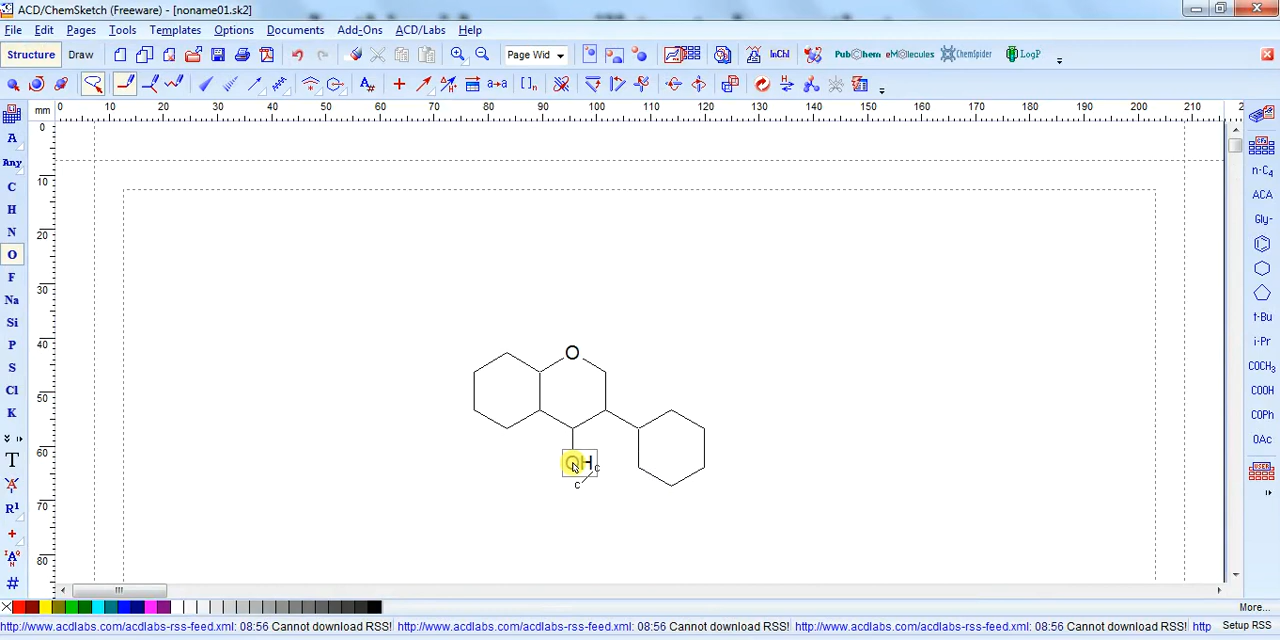 ACD/ChemSketch (Freeware) - [noname01.sk2]
File Edit Pages Tools Templates Options Documents Add-Ons ACD/Labs Help
Structure Draw Page Wid InChI PubChem eMolecules ChemSpider LogP
mm 0 10 20 30 40 50 60 70 80 90 100 110 120 130 140 150 160 170 180 190 200 210 2
0
10
20
30
40
50
60
70
80
A
Any
C
H
N
O
F
Na
Si
P
S
Cl
K
T
R¹
#
O
OH
c
c
n-C₄
ACA
Gly-
t-Bu
i-Pr
COCH₃
COOH
COPh
OAc
More...
http://www.acdlabs.com/acdlabs-rss-feed.xml: 08:56 Cannot download RSS! http://www.acdlabs.com/acdlabs-rss-feed.xml: 08:56 Cannot download RSS! http://www.acdlabs.com/acdlabs-rss-feed.xml: 08:56 Cannot download RSS! http Setup RSS